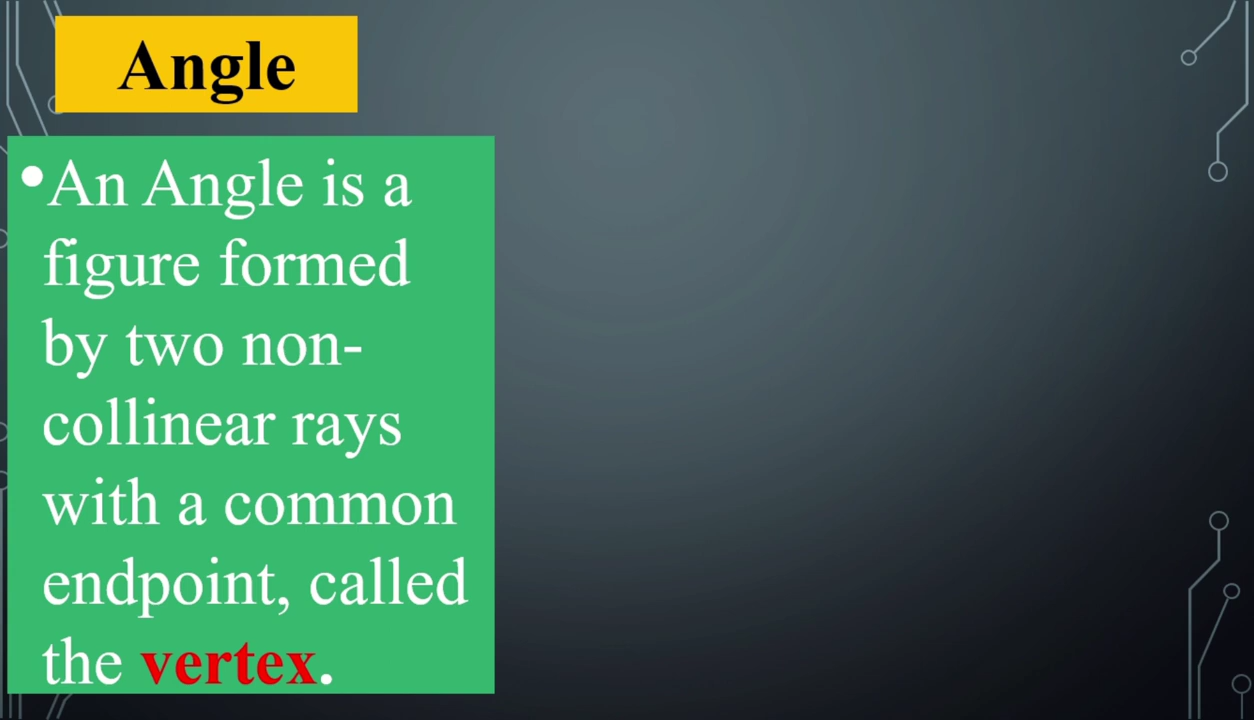 Angle
•An Angle is a
figure formed
by two non-
collinear rays
with a common
endpoint, called
the vertex.